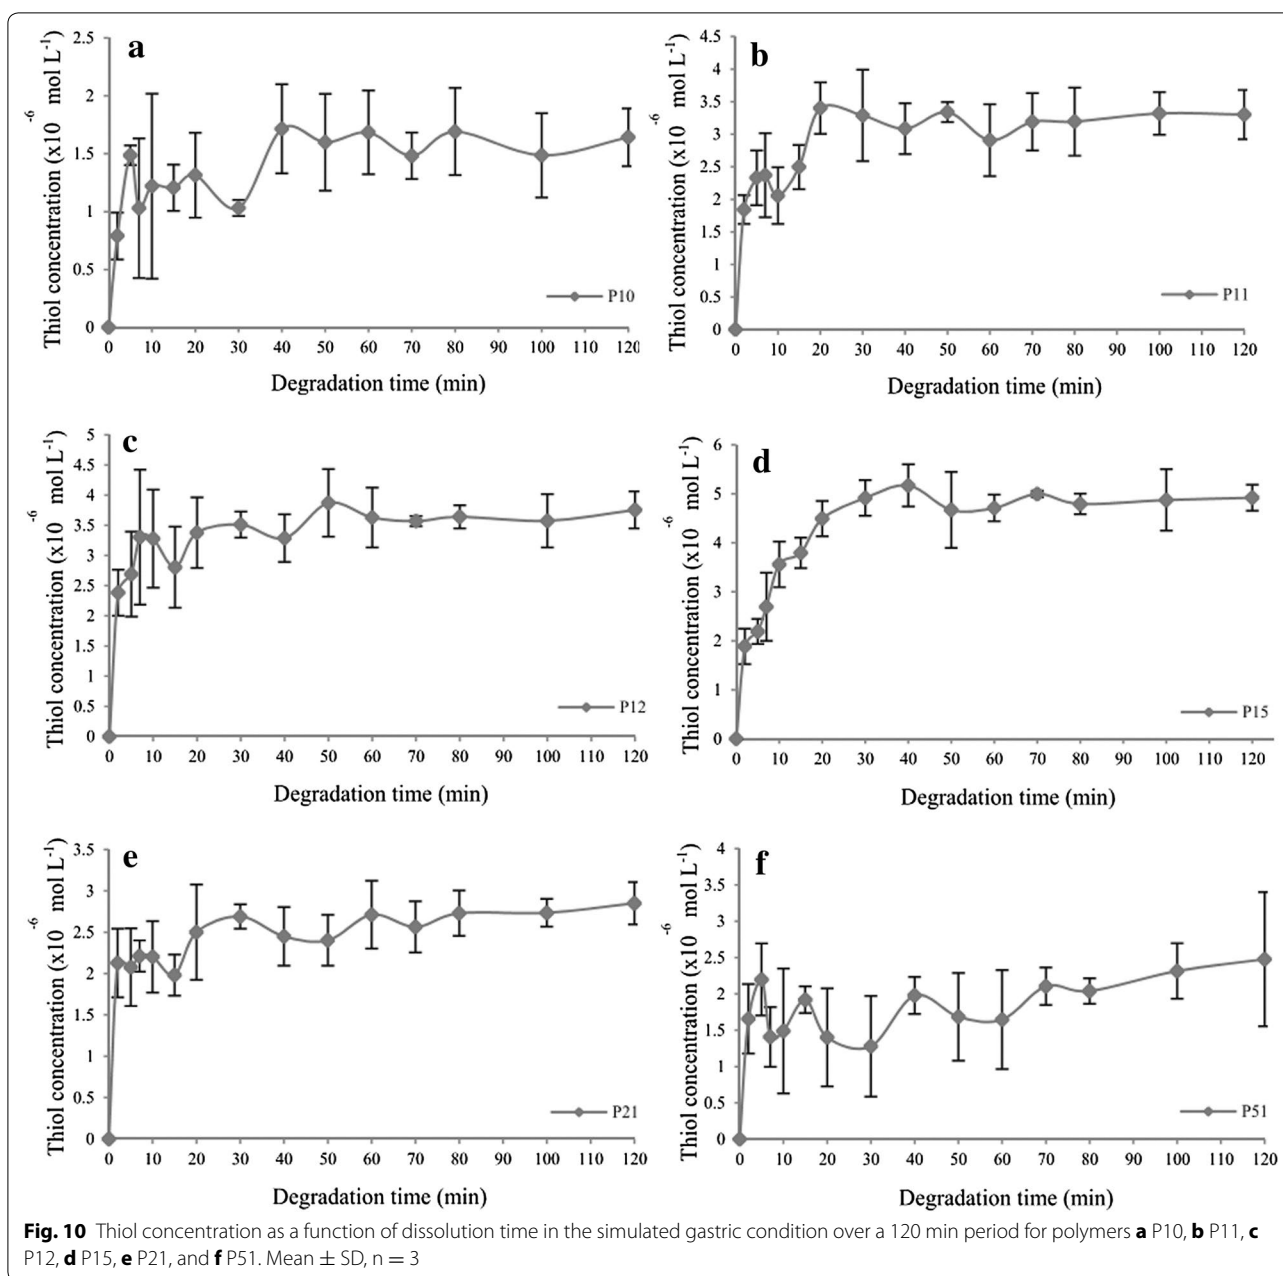 a
2.5
2
1.5
1
0.5
0
0 10 20 30 40 50 60 70 80 90 100 110 120
Thiol concentration (x10⁻⁶ mol L⁻¹)
Degradation time (min)
P10
b
4.5
4
3.5
3
2.5
2
1.5
1
0.5
0
0 10 20 30 40 50 60 70 80 90 100 110 120
Thiol concentration (x10⁻⁶ mol L⁻¹)
Degradation time (min)
P11
c
5
4.5
4
3.5
3
2.5
2
1.5
1
0.5
0
0 10 20 30 40 50 60 70 80 90 100 110 120
Thiol concentration (x10⁻⁶ mol L⁻¹)
Degradation time (min)
P12
d
6
5
4
3
2
1
0
0 10 20 30 40 50 60 70 80 90 100 110 120
Thiol concentration (x10⁻⁶ mol L⁻¹)
Degradation time (min)
P15
e
3.5
3
2.5
2
1.5
1
0.5
0
0 10 20 30 40 50 60 70 80 90 100 110 120
Thiol concentration (x10⁻⁶ mol L⁻¹)
Degradation time (min)
P21
f
4
3.5
3
2.5
2
1.5
1
0.5
0
0 10 20 30 40 50 60 70 80 90 100 110 120
Thiol concentration (x10⁻⁶ mol L⁻¹)
Degradation time (min)
P51
Fig. 10 Thiol concentration as a function of dissolution time in the simulated gastric condition over a 120 min period for polymers a P10, b P11, c
P12, d P15, e P21, and f P51. Mean ± SD, n = 3